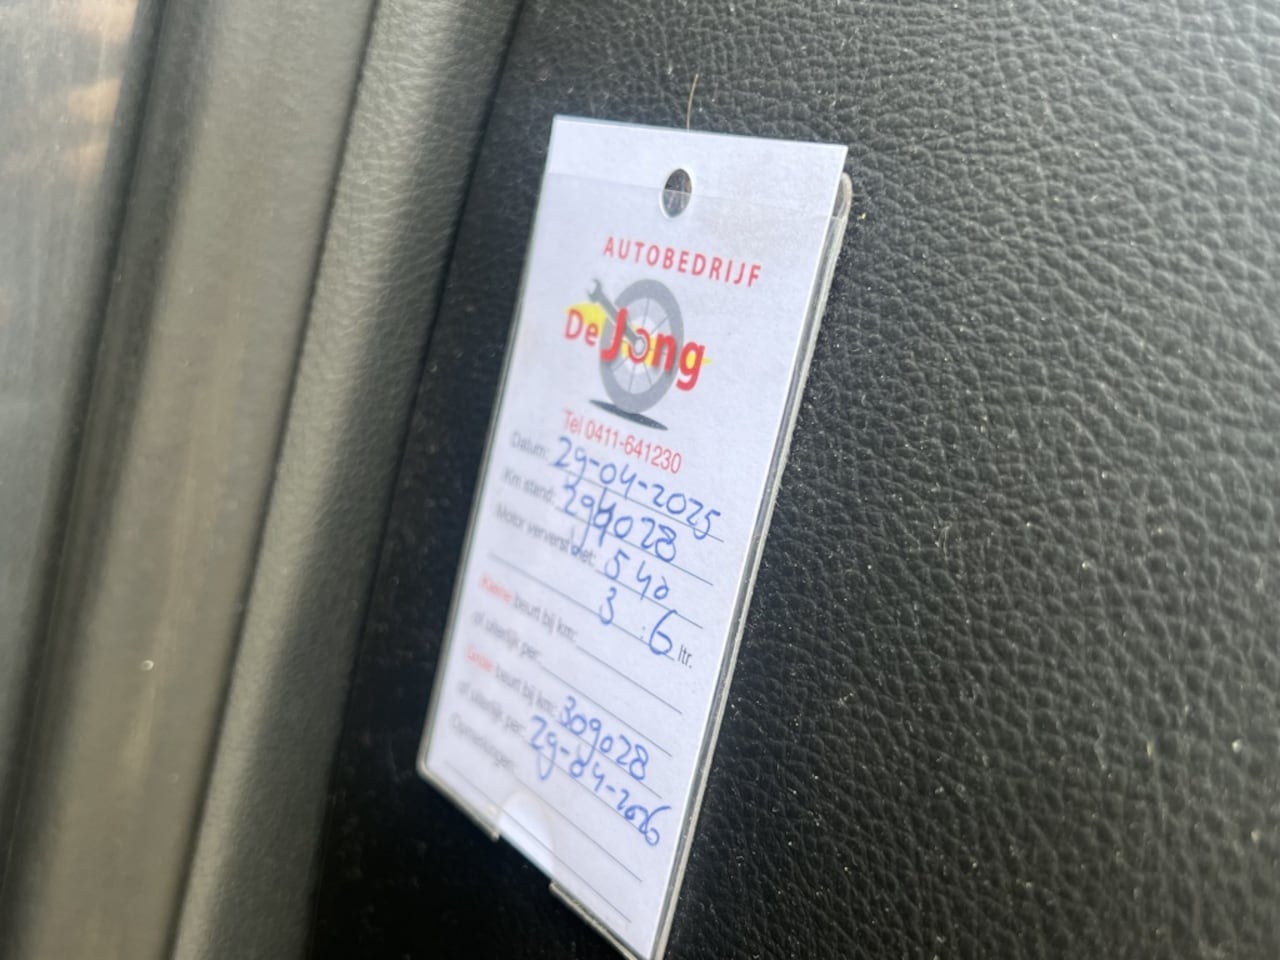 AUTOBEDRIJF
De Jong
Tel 0411-641230
Datum: 29-04-2025
Km stand: 294028
Motor ververst met: 5 40
3.6 ltr.
Kleine beurt bij km:
of uiterlijk per:
Grote beurt bij km: 309028
of uiterlijk per: 29-04-2026
Opmerkingen: